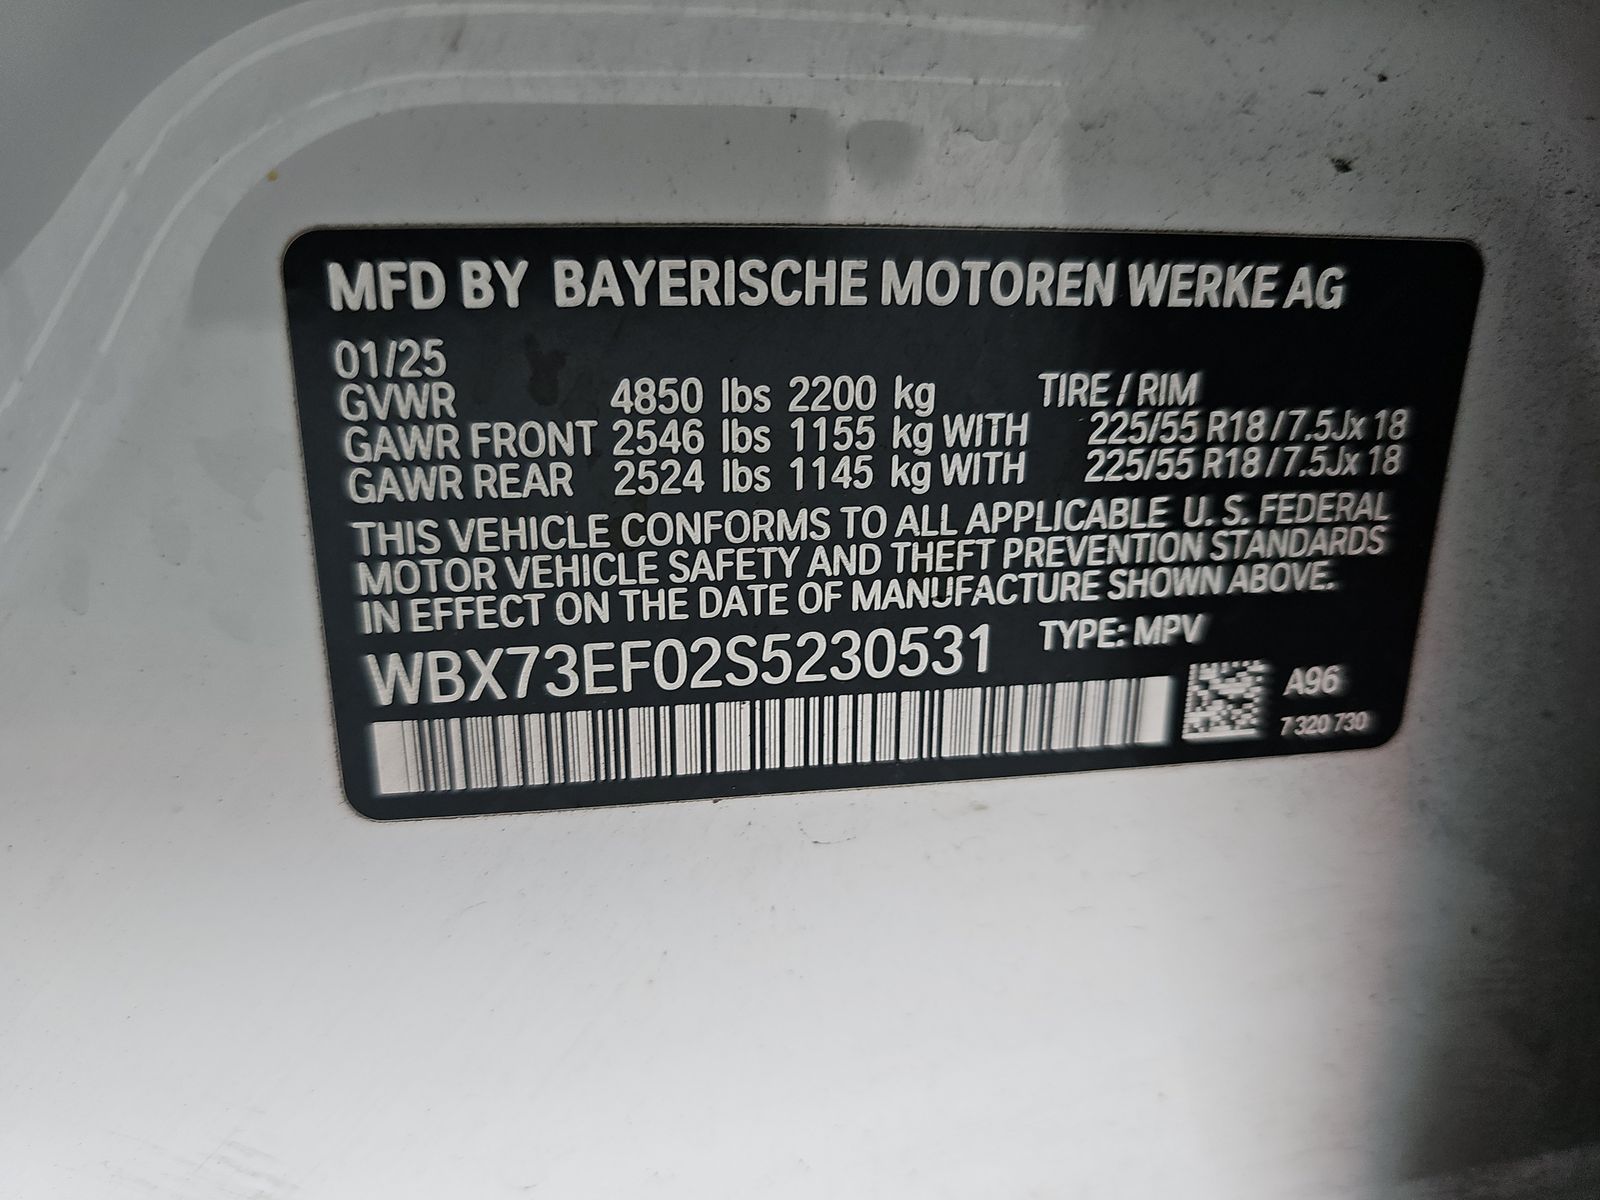 MFD BY BAYERISCHE MOTOREN WERKE AG
01/25
GVWR 4850 lbs 2200 kg TIRE / RIM
GAWR FRONT 2546 lbs 1155 kg WITH 225/55 R18 / 7.5Jx 18
GAWR REAR 2524 lbs 1145 kg WITH 225/55 R18 / 7.5Jx 18
THIS VEHICLE CONFORMS TO ALL APPLICABLE U. S. FEDERAL
MOTOR VEHICLE SAFETY AND THEFT PREVENTION STANDARDS
IN EFFECT ON THE DATE OF MANUFACTURE SHOWN ABOVE.
WBX73EF02S5230531 TYPE: MPV
A96
7 320 730